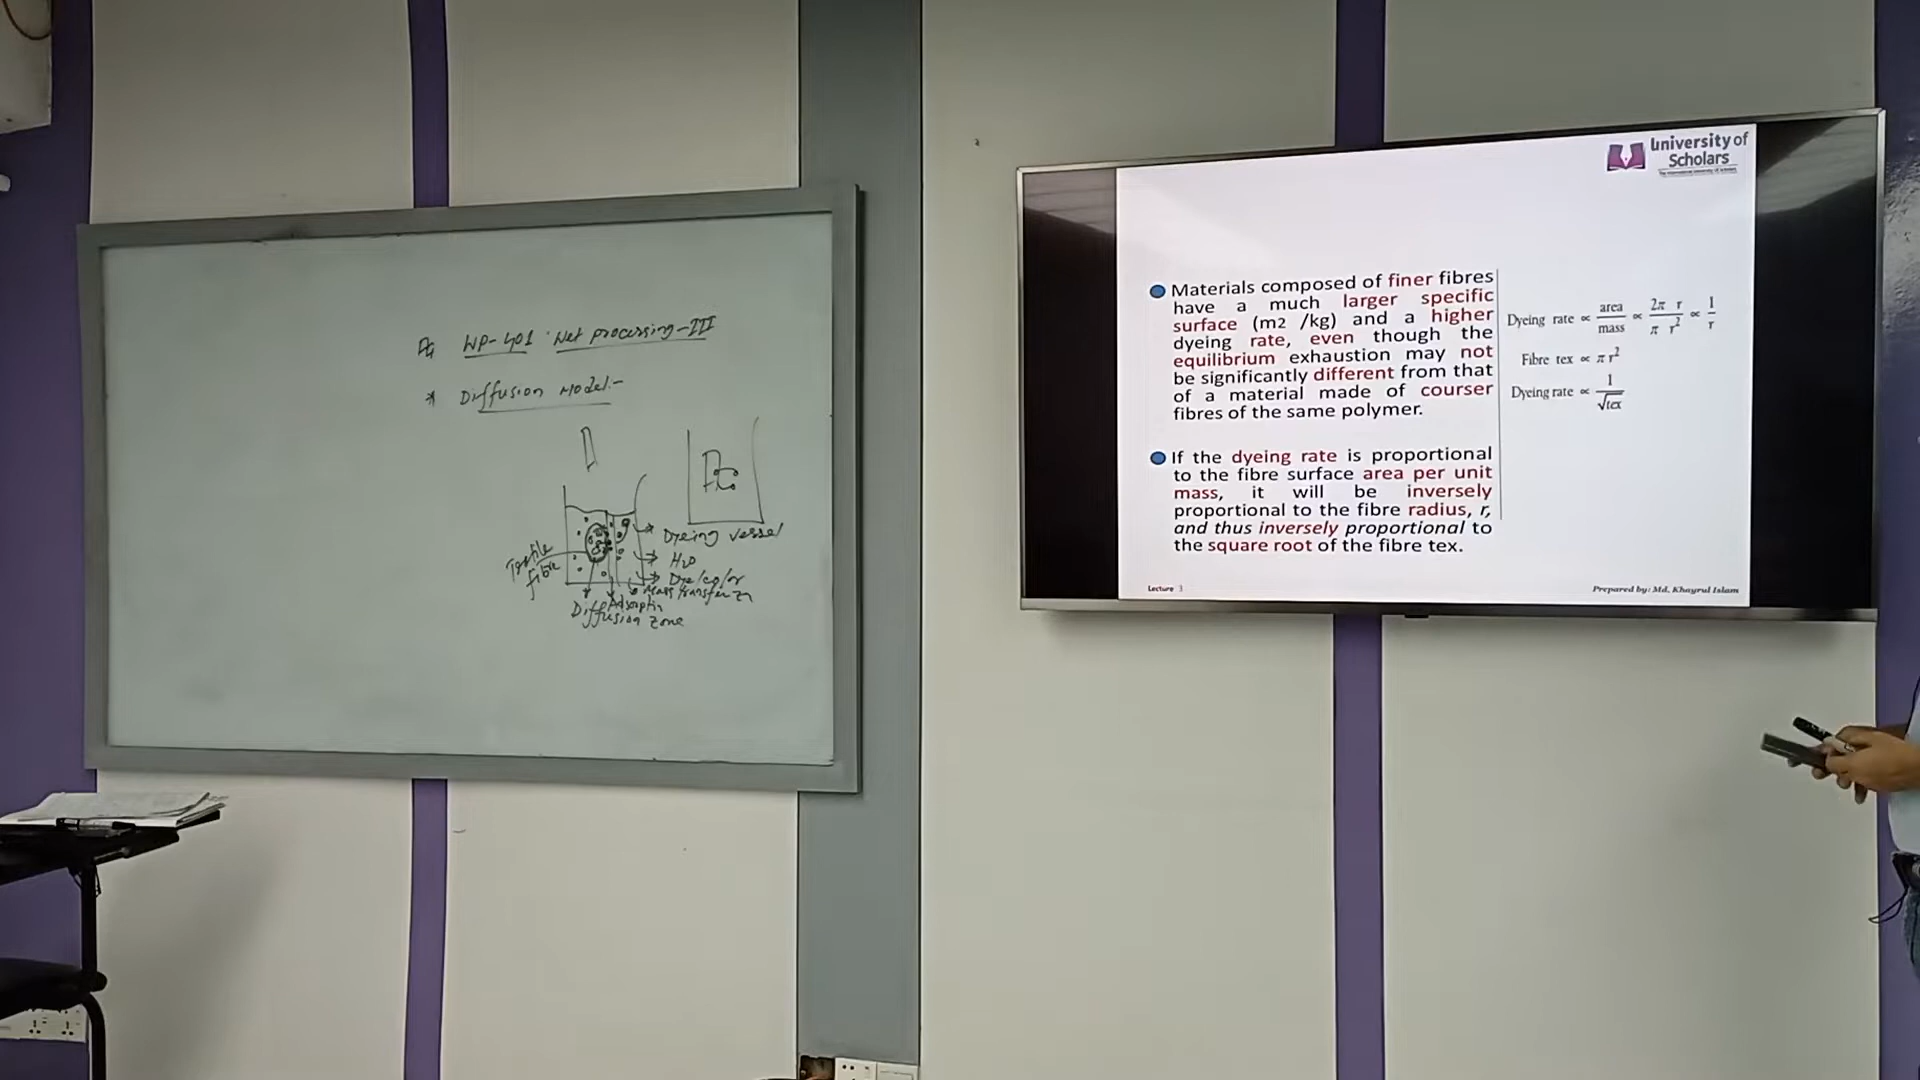 WP-401 Wet processing-III
* Diffusion Model:-
Textile
fibre
Dyeing vessel
H2O
Dye/color
Mass transfer Zn
Adsorption
Diffusion zone
University of
Scholars
Materials composed of finer fibres
have a much larger specific
surface (m2 /kg) and a higher
dyeing rate, even though the
equilibrium exhaustion may not
be significantly different from that
of a material made of courser
fibres of the same polymer.
If the dyeing rate is proportional
to the fibre surface area per unit
mass, it will be inversely
proportional to the fibre radius, r,
and thus inversely proportional to
the square root of the fibre tex.
Dyeing rate ∝ area/mass ∝ 2π r/π r² ∝ 1/r
Fibre tex ∝ π r²
Dyeing rate ∝ 1/√tex
Lecture 3
Prepared by: Md. Khayrul Islam